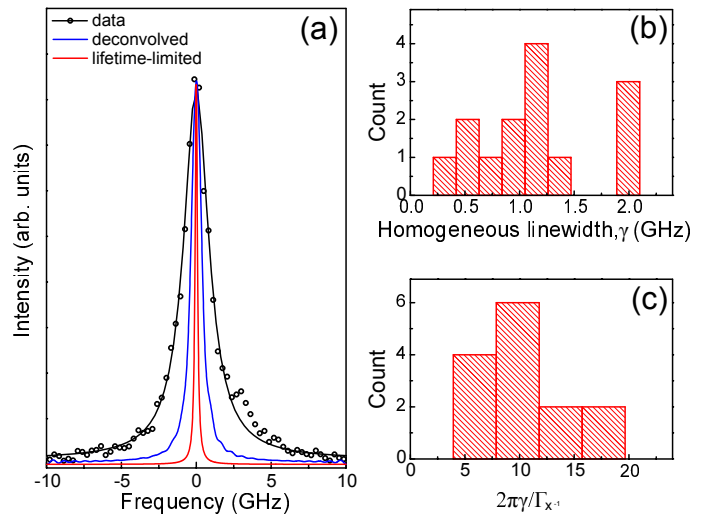 data
deconvolved
lifetime-limited
(a)
Intensity (arb. units)
-10 -5 0 5 10
Frequency (GHz)
(b)
Count
4
3
2
1
0
0.0 0.5 1.0 1.5 2.0
Homogeneous linewidth,γ (GHz)
(c)
Count
6
4
2
0
0 5 10 15 20
2πγ/Γx⁻¹